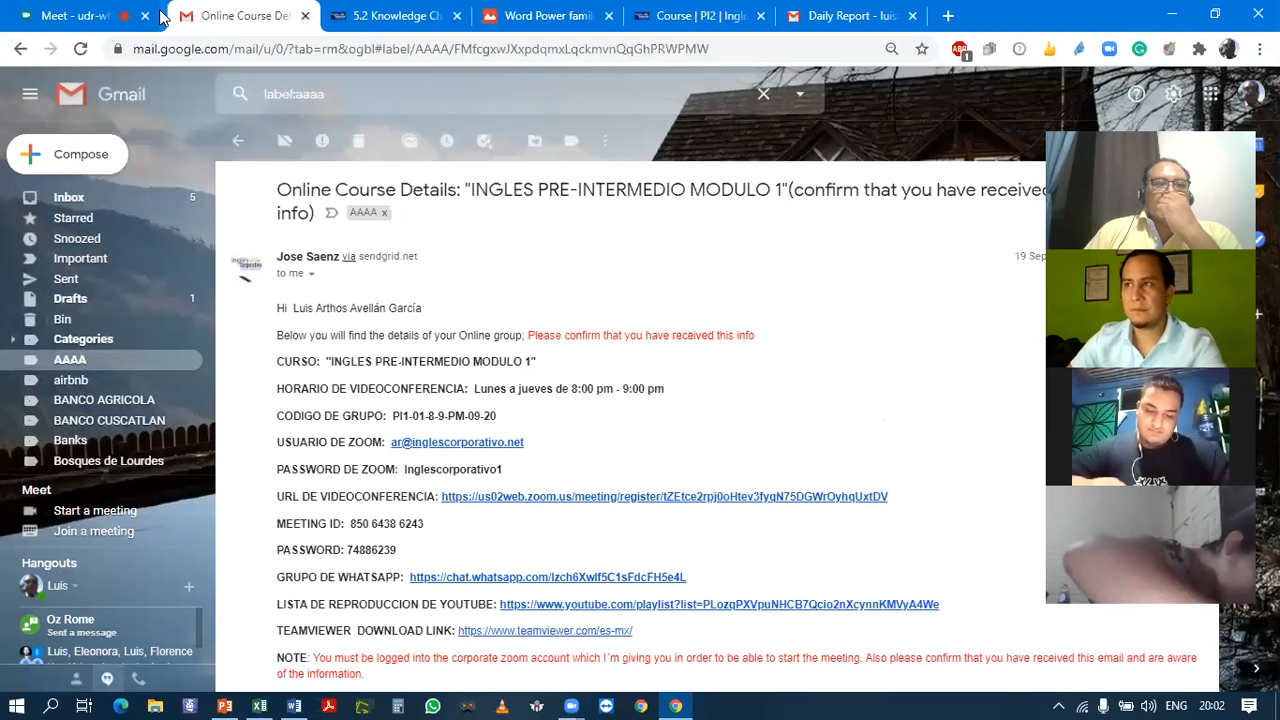 Meet - udr-w
Online Course Det
5.2 Knowledge Ch
Word Power fami
Course | PI2 | Ingl
Daily Report - luisa
mail.google.com/mail/u/0/?tab=rm&ogbl#label/AAAA/FMfcgxwJXxpdqmxLqckmvnQqGhPRWPMW
ABP
1
Gmail
label:aaaa
Compose
Inbox 5
Starred
Snoozed
Important
Sent
Drafts 1
Bin
Categories
AAAA
airbnb
BANCO AGRICOLA
BANCO CUSCATLAN
Banks
Bosques de Lourdes
Meet
Start a meeting
Join a meeting
Hangouts
Luis
Oz Rome
Sent a message
Luis, Eleonora, Luis, Florence
Online Course Details: "INGLES PRE-INTERMEDIO MODULO 1"(confirm that you have received
info) AAAA x
Jose Saenz via sendgrid.net
19 Sep
to me
Hi Luis Arthos Avellán García
Below you will find the details of your Online group; Please confirm that you have received this info
CURSO: "INGLES PRE-INTERMEDIO MODULO 1"
HORARIO DE VIDEOCONFERENCIA: Lunes a jueves de 8:00 pm - 9:00 pm
CODIGO DE GRUPO: PI1-01-8-9-PM-09-20
USUARIO DE ZOOM: ar@inglescorporativo.net
PASSWORD DE ZOOM: Inglescorporativo1
URL DE VIDEOCONFERENCIA: https://us02web.zoom.us/meeting/register/tZEtce2rpj0oHtev3fyqN75DGWrOyhqUxtDV
MEETING ID: 850 6438 6243
PASSWORD: 74886239
GRUPO DE WHATSAPP: https://chat.whatsapp.com/Izch6XwIf5C1sFdcFH5e4L
LISTA DE REPRODUCCION DE YOUTUBE: https://www.youtube.com/playlist?list=PLozqPXVpuNHCB7Qcio2nXcynnKMVyA4We
TEAMVIEWER DOWNLOAD LINK: https://www.teamviewer.com/es-mx/
NOTE: You must be logged into the corporate zoom account which I´m giving you in order to be able to start the meeting. Also please confirm that you have received this email and are aware
of the information.
ENG 20:02